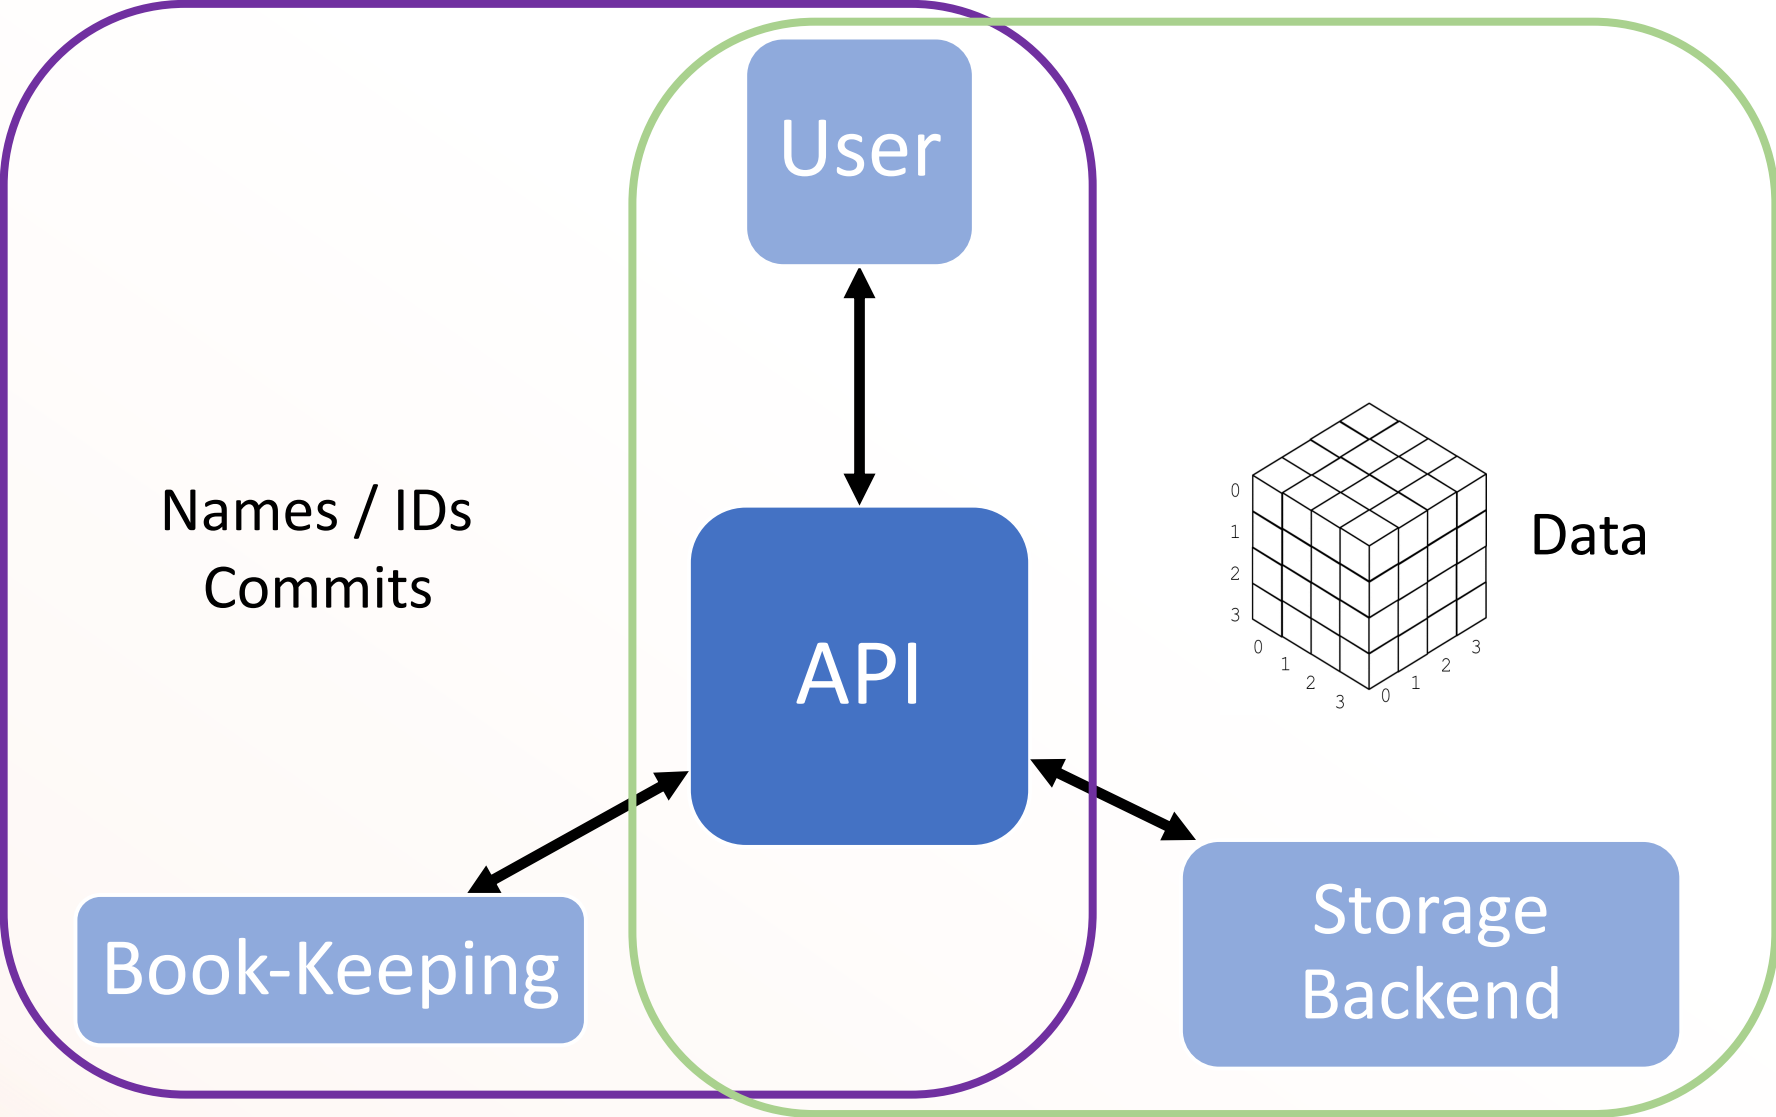 User
Names / IDs
Commits
API
0
1
2
3
0
1
2
3
0
1
2
3
Data
Book-Keeping
Storage
Backend